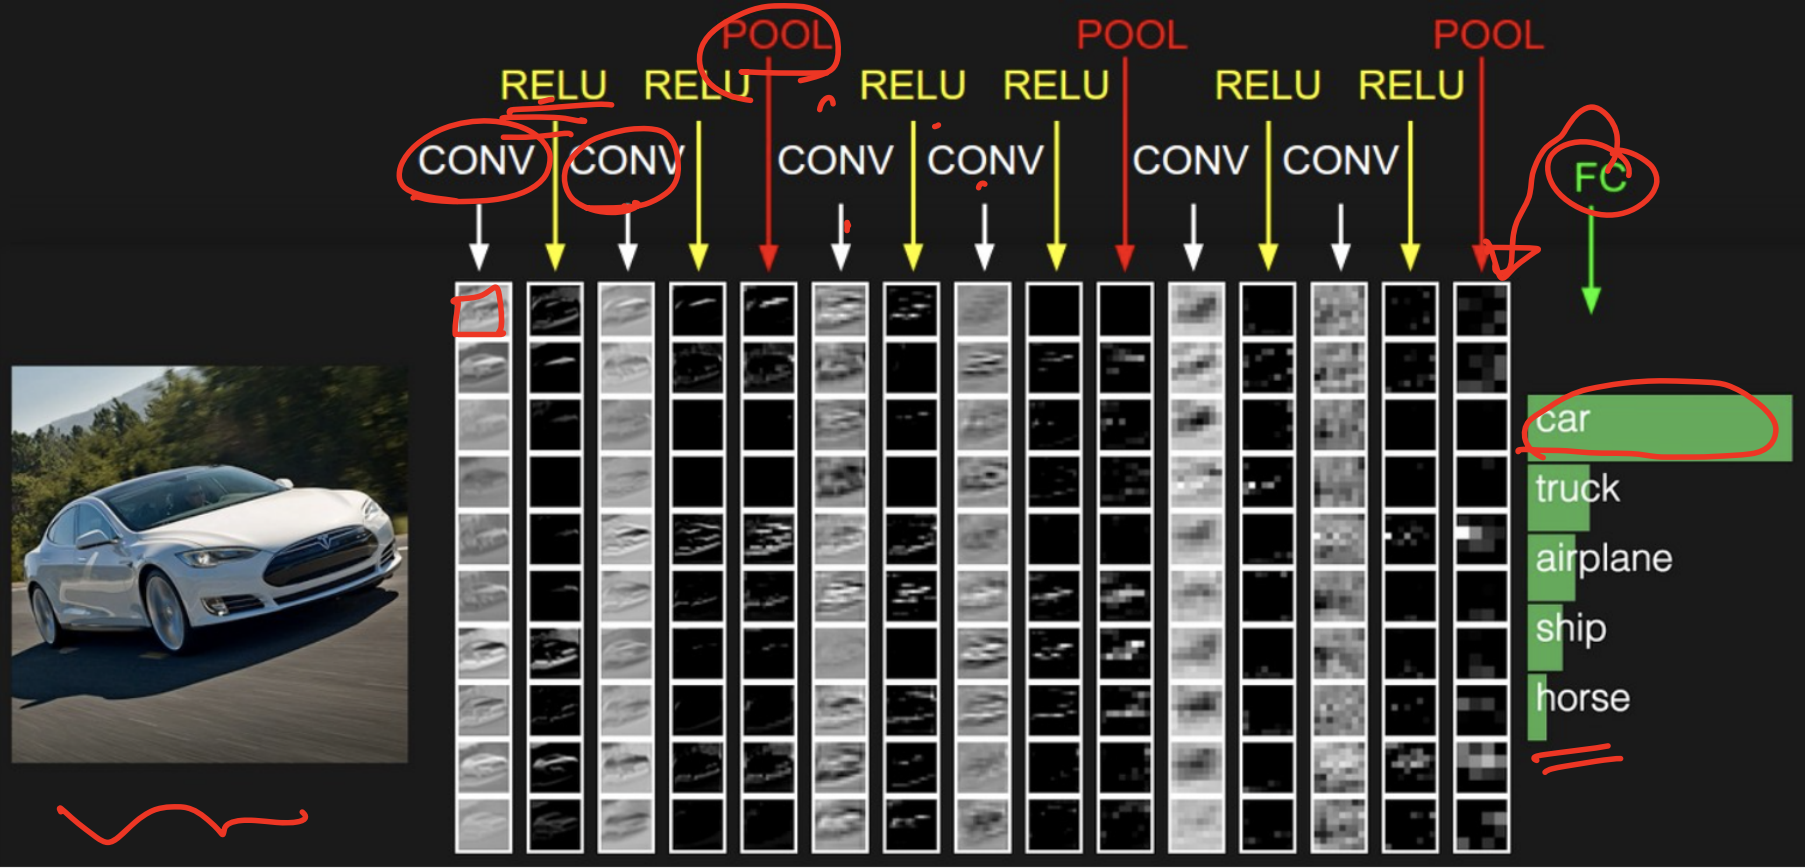 POOL POOL POOL
RELU RELU RELU RELU RELU RELU
CONV CONV CONV CONV CONV CONV
FC
car
truck
airplane
ship
horse